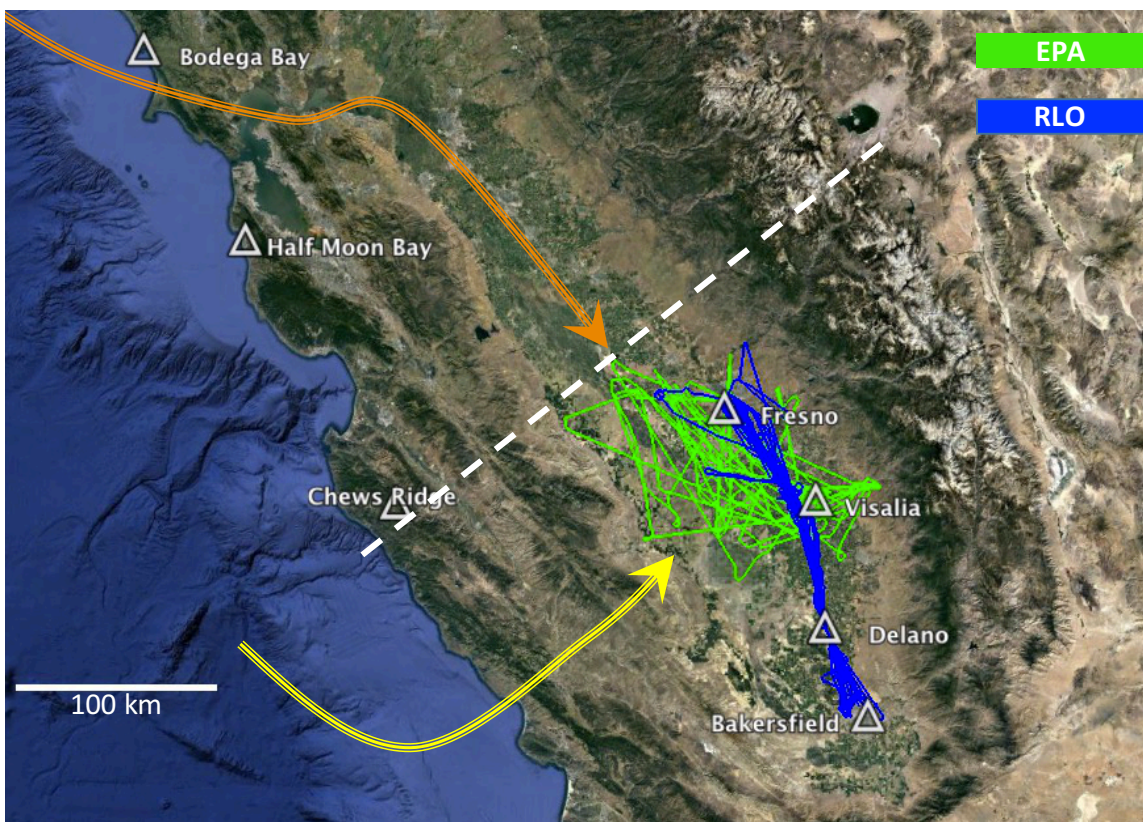 Bodega Bay
EPA
RLO
Half Moon Bay
Fresno
Chews Ridge
Visalia
Delano
100 km
Bakersfield